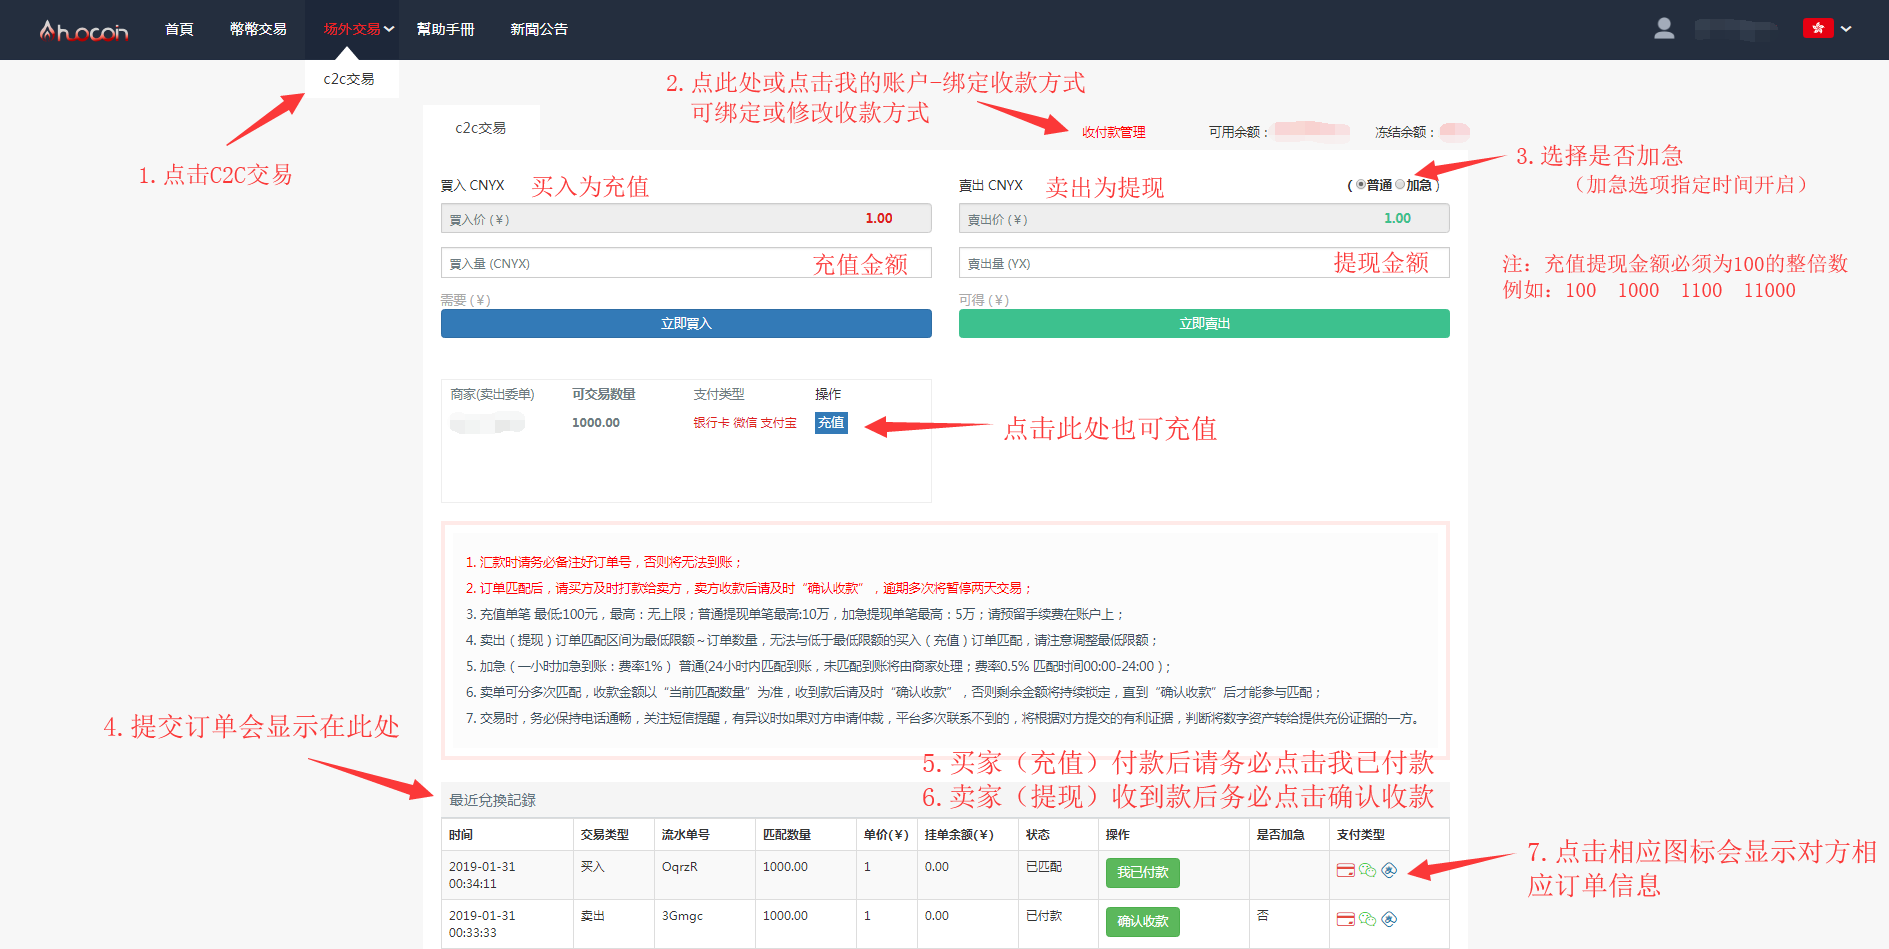 Ahuocoin
首頁
幣幣交易
场外交易
幫助手冊
新聞公告
c2c交易
1.点击C2C交易
2.点此处或点击我的账户-绑定收款方式
可绑定或修改收款方式
c2c交易
收付款管理
可用余额：
冻结余额：
3.选择是否加急
（加急选项指定时间开启）
買入 CNYX
买入为充值
賣出 CNYX
卖出为提现
(普通加急)
買入价 (￥)
1.00
賣出价 (￥)
1.00
買入量 (CNYX)
充值金额
賣出量 (YX)
提现金额
注：充值提现金额必须为100的整倍数
例如：100 1000 1100 11000
需要 (￥)
可得 (￥)
立即買入
立即賣出
商家(卖出委单)
可交易数量
支付类型
操作
1000.00
银行卡 微信 支付宝
充值
点击此处也可充值
1. 汇款时请务必备注好订单号，否则将无法到账；
2. 订单匹配后，请买方及时打款给卖方，卖方收款后请及时“确认收款”，逾期多次将暂停两天交易；
3. 充值单笔 最低:100元，最高：无上限；普通提现单笔最高:10万，加急提现单笔最高：5万；请预留手续费在账户上；
4. 卖出（提现）订单匹配区间为最低限额～订单数量，无法与低于最低限额的买入（充值）订单匹配，请注意调整最低限额；
5. 加急（一小时加急到账：费率1%） 普通(24小时内匹配到账，未匹配到账将由商家处理；费率0.5% 匹配时间00:00-24:00 )；
6. 卖单可分多次匹配，收款金额以“当前匹配数量”为准，收到款后请及时“确认收款”，否则剩余金额将持续锁定，直到“确认收款”后才能参与匹配；
7. 交易时，务必保持电话通畅，关注短信提醒，有异议时如果对方申请仲裁，平台多次联系不到的，将根据对方提交的有利证据，判断将数字资产转给提供充份证据的一方。
4.提交订单会显示在此处
5.买家（充值）付款后请务必点击我已付款
6.卖家（提现）收到款后务必点击确认收款
最近兌換記錄
时间
交易类型
流水单号
匹配数量
单价(￥)
挂单余额(￥)
状态
操作
是否加急
支付类型
2019-01-31
00:34:11
买入
OqrzR
1000.00
1
0.00
已匹配
我已付款
2019-01-31
00:33:33
卖出
3Gmgc
1000.00
1
0.00
已付款
确认收款
否
7.点击相应图标会显示对方相
应订单信息